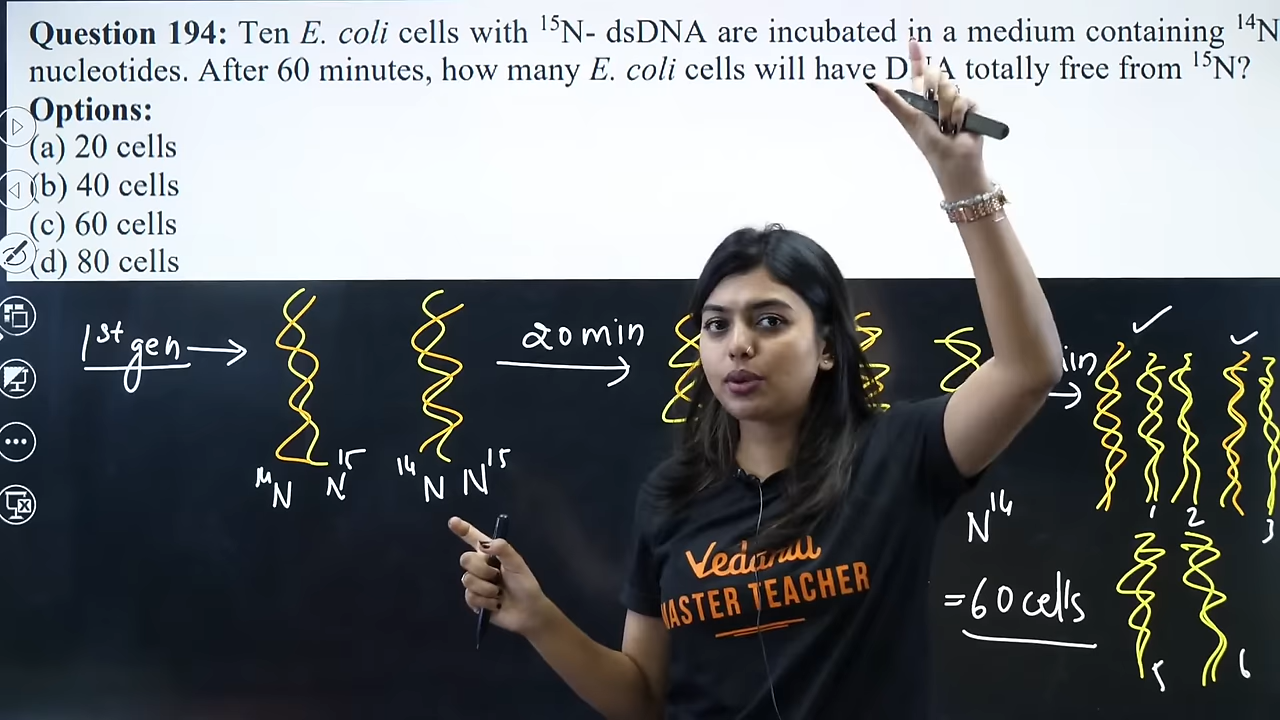 Question 194: Ten E. coli cells with ¹⁵N- dsDNA are incubated in a medium containing ¹⁴N
nucleotides. After 60 minutes, how many E. coli cells will have DNA totally free from ¹⁵N?
Options:
(a) 20 cells
(b) 40 cells
(c) 60 cells
(d) 80 cells
1st gen
20 min
¹⁴N N¹⁵
¹⁴N N¹⁵
1 2 3
N¹⁴
= 60 cells
5 6
Vedantu
MASTER TEACHER